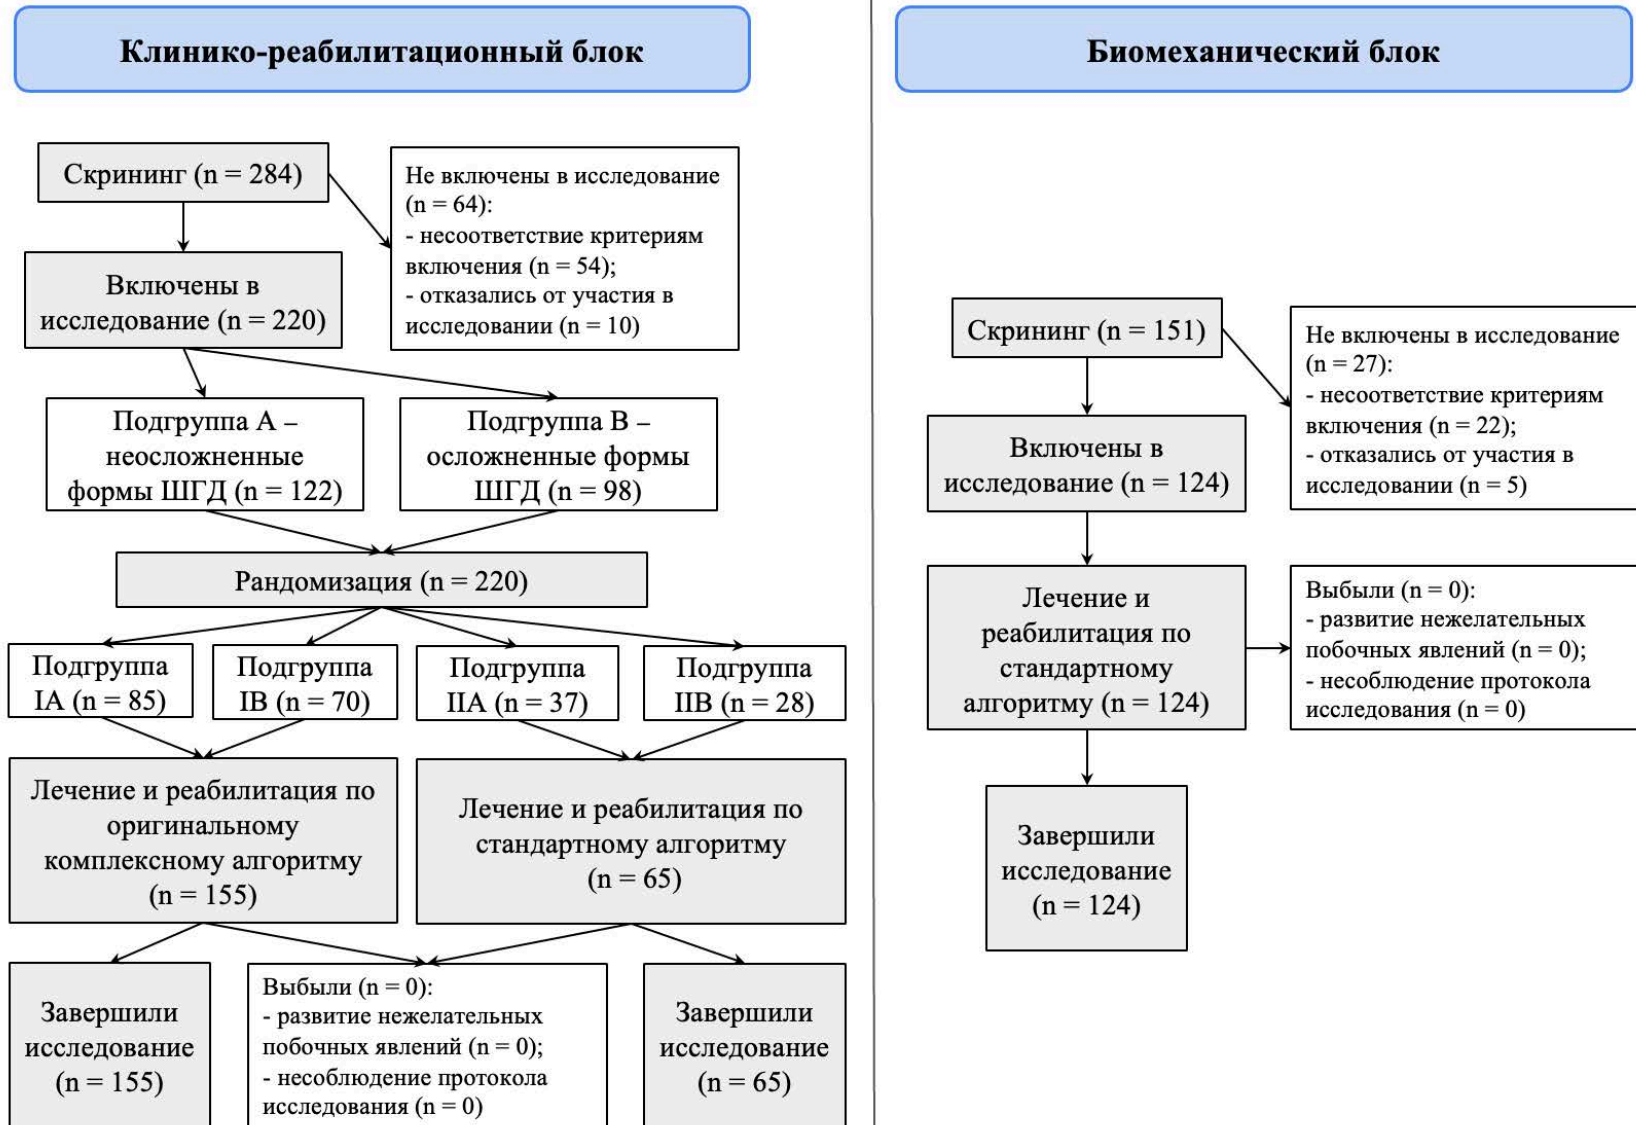 Клинико-реабилитационный блок
Скрининг (n = 284)
Не включены в исследование
(n = 64):
- несоответствие критериям
включения (n = 54);
- отказались от участия в
исследовании (n = 10)
Включены в
исследование (n = 220)
Подгруппа A –
неосложненные
формы ШГД (n = 122)
Подгруппа B –
осложненные формы
ШГД (n = 98)
Рандомизация (n = 220)
Подгруппа
IA (n = 85)
Подгруппа
IB (n = 70)
Подгруппа
IIA (n = 37)
Подгруппа
IIB (n = 28)
Лечение и реабилитация по
оригинальному
комплексному алгоритму
(n = 155)
Лечение и реабилитация по
стандартному алгоритму
(n = 65)
Завершили
исследование
(n = 155)
Выбыли (n = 0):
- развитие нежелательных
побочных явлений (n = 0);
- несоблюдение протокола
исследования (n = 0)
Завершили
исследование
(n = 65)
Биомеханический блок
Скрининг (n = 151)
Не включены в исследование
(n = 27):
- несоответствие критериям
включения (n = 22);
- отказались от участия в
исследовании (n = 5)
Включены в
исследование (n = 124)
Лечение и
реабилитация по
стандартному
алгоритму (n = 124)
Выбыли (n = 0):
- развитие нежелательных
побочных явлений (n = 0);
- несоблюдение протокола
исследования (n = 0)
Завершили
исследование
(n = 124)